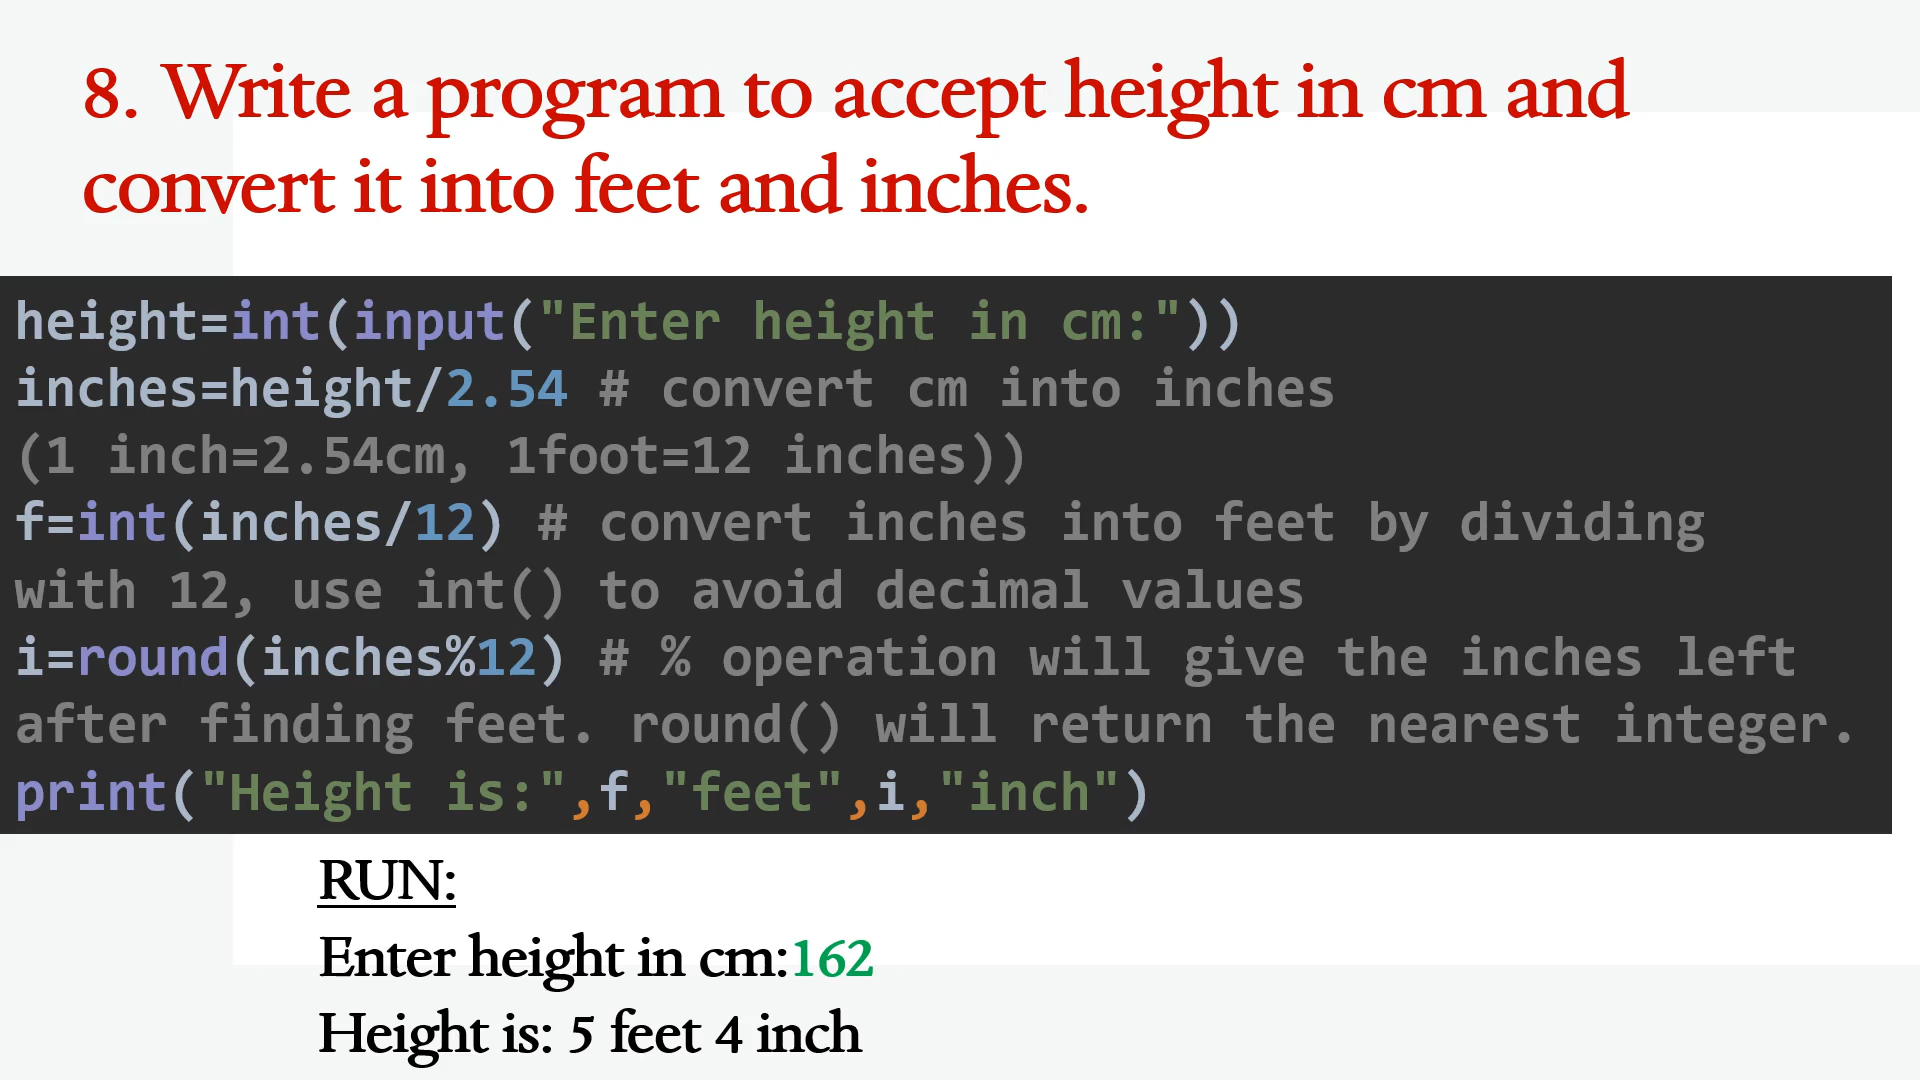 8. Write a program to accept height in cm and
convert it into feet and inches.
height=int(input("Enter height in cm:"))
inches=height/2.54 # convert cm into inches
(1 inch=2.54cm, 1foot=12 inches))
f=int(inches/12) # convert inches into feet by dividing
with 12, use int() to avoid decimal values
i=round(inches%12) # % operation will give the inches left
after finding feet. round() will return the nearest integer.
print("Height is:",f,"feet",i,"inch")
RUN:
Enter height in cm:162
Height is: 5 feet 4 inch